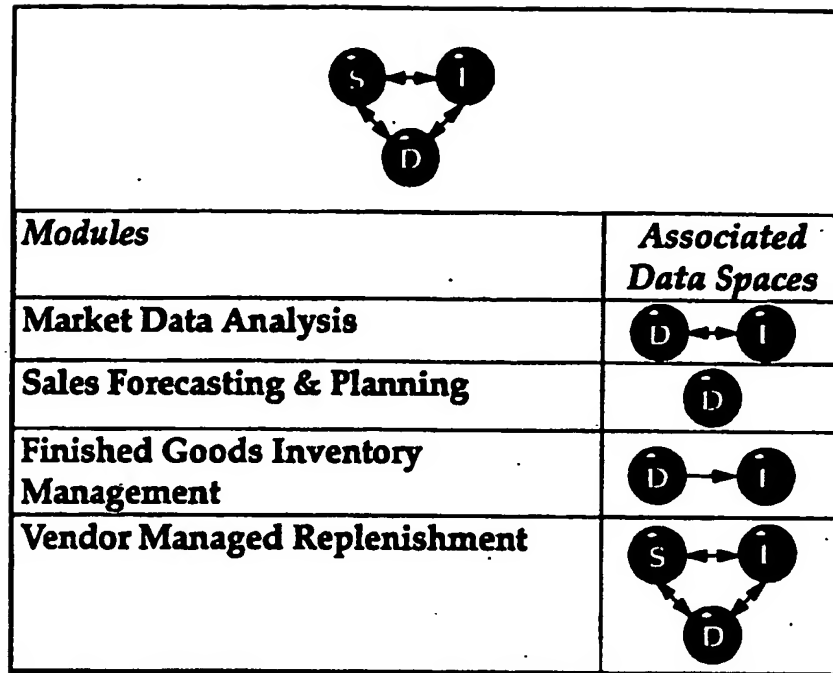 S I
D
Modules
Associated
Data Spaces
Market Data Analysis
D I
Sales Forecasting & Planning
D
Finished Goods Inventory
Management
D I
Vendor Managed Replenishment
S I
D